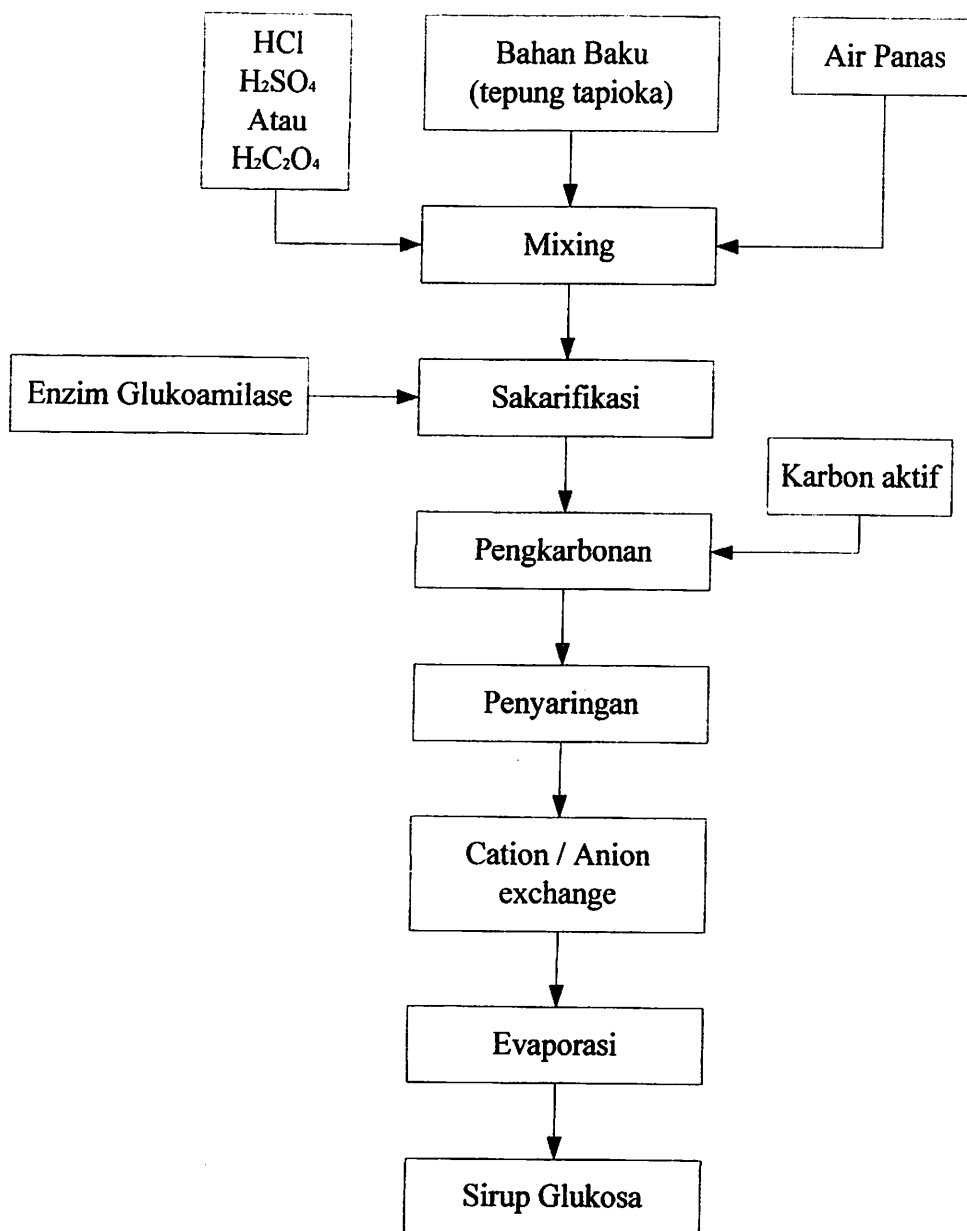 HCl
H₂SO₄
Atau
H₂C₂O₄
Bahan Baku
(tepung tapioka)
Air Panas
Mixing
Enzim Glukoamilase
Sakarifikasi
Karbon aktif
Pengkarbonan
Penyaringan
Cation / Anion
exchange
Evaporasi
Sirup Glukosa